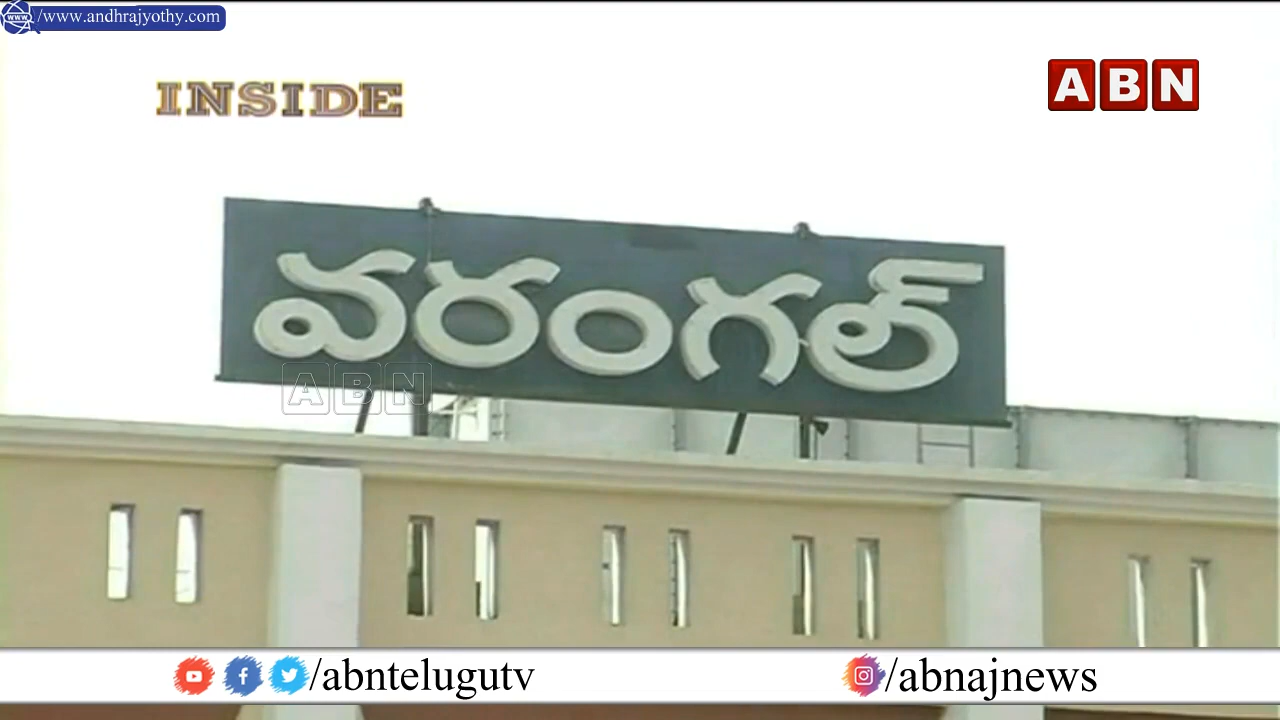 www.andhrajyothy.com
INSIDE
ABN
వరంగల్
ABN
/abntelugutv
/abnajnews